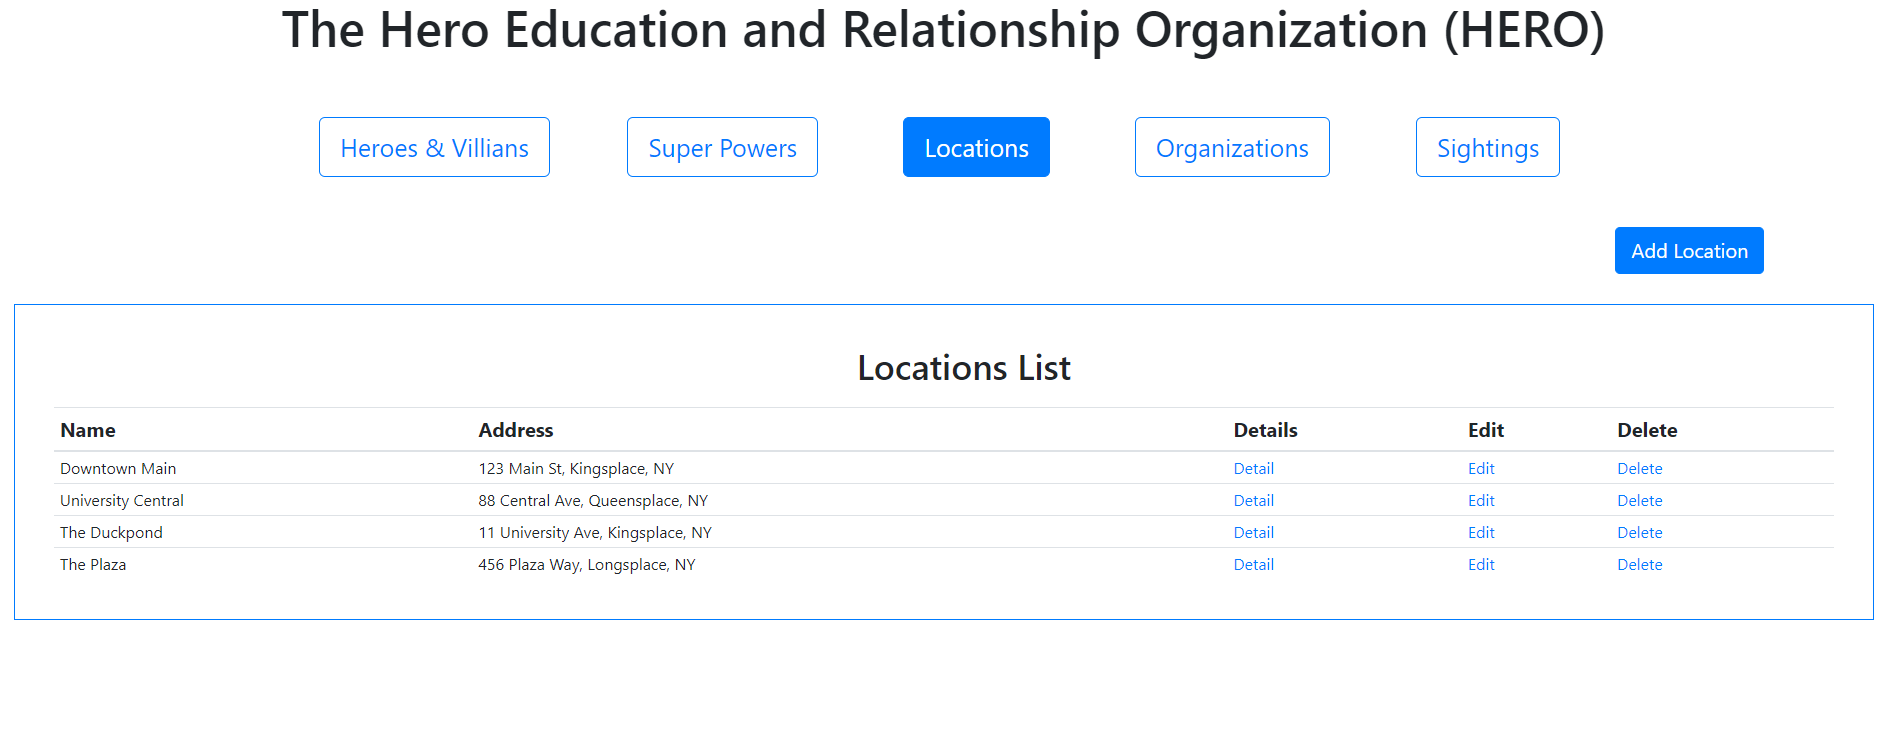 The Hero Education and Relationship Organization (HERO)
Heroes & Villians Super Powers Locations Organizations Sightings
Add Location
Locations List
Name Address Details Edit Delete
Downtown Main 123 Main St, Kingsplace, NY Detail Edit Delete
University Central 88 Central Ave, Queensplace, NY Detail Edit Delete
The Duckpond 11 University Ave, Kingsplace, NY Detail Edit Delete
The Plaza 456 Plaza Way, Longsplace, NY Detail Edit Delete